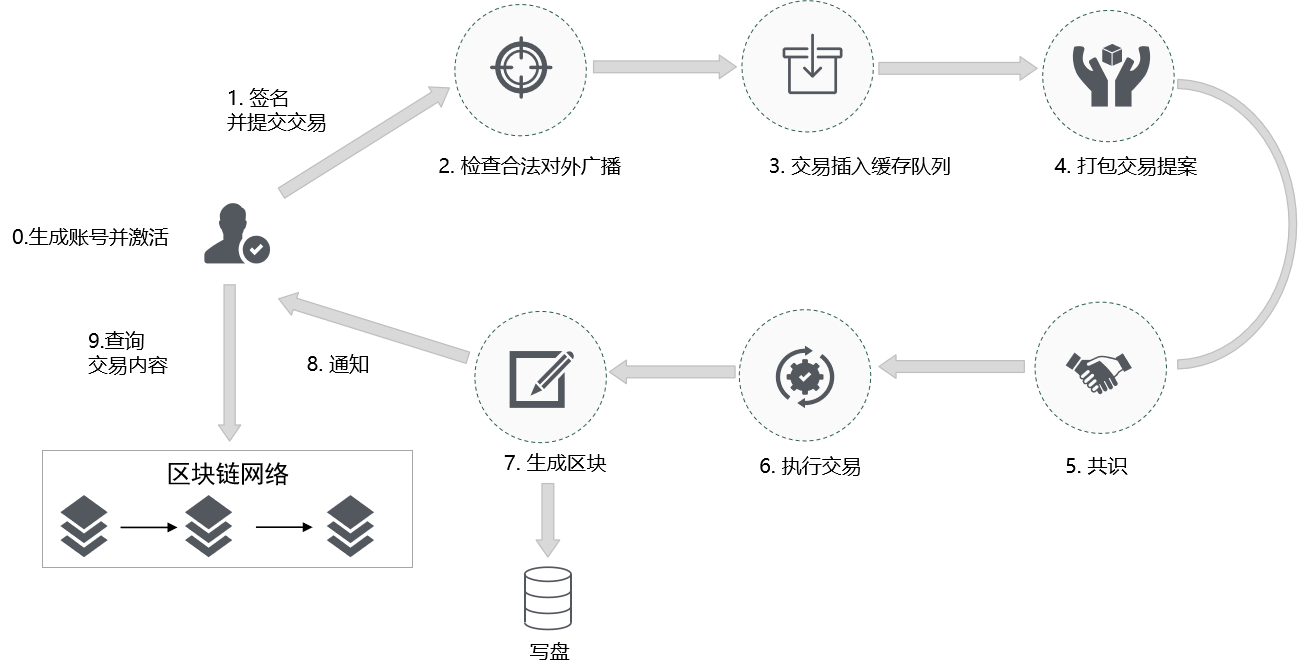 1. 签名
并提交交易
2. 检查合法对外广播
3. 交易插入缓存队列
4. 打包交易提案
0.生成账号并激活
9.查询
交易内容
8. 通知
7. 生成区块
6. 执行交易
5. 共识
区块链网络
写盘